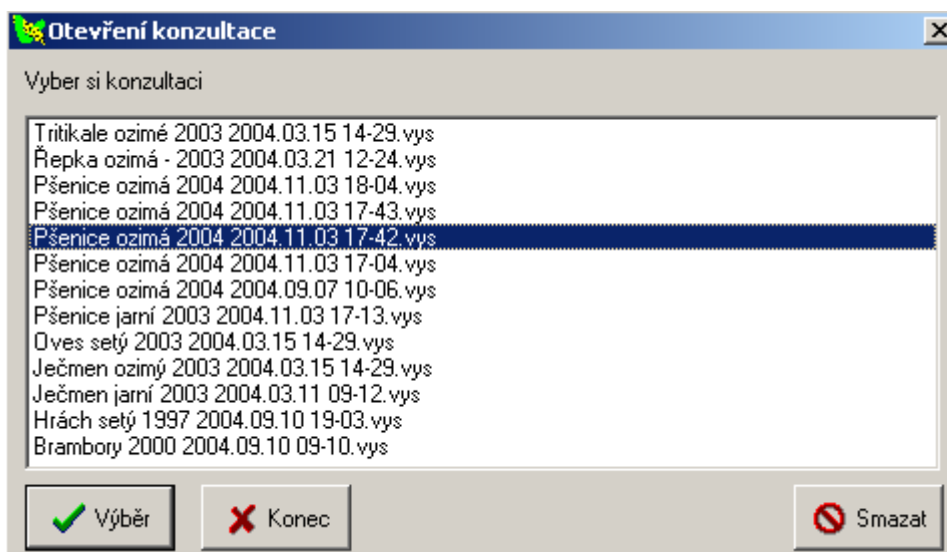 Otevření konzultace
Vyber si konzultaci
Tritikale ozimé 2003 2004.03.15 14-29.vys
Řepka ozimá - 2003 2004.03.21 12-24.vys
Pšenice ozimá 2004 2004.11.03 18-04.vys
Pšenice ozimá 2004 2004.11.03 17-43.vys
Pšenice ozimá 2004 2004.11.03 17-42.vys
Pšenice ozimá 2004 2004.11.03 17-04.vys
Pšenice ozimá 2004 2004.09.07 10-06.vys
Pšenice jarní 2003 2004.11.03 17-13.vys
Oves setý 2003 2004.03.15 14-29.vys
Ječmen ozimý 2003 2004.03.15 14-29.vys
Ječmen jarní 2003 2004.03.11 09-12.vys
Hrách setý 1997 2004.09.10 19-03.vys
Brambory 2000 2004.09.10 09-10.vys
Výběr Konec Smazat